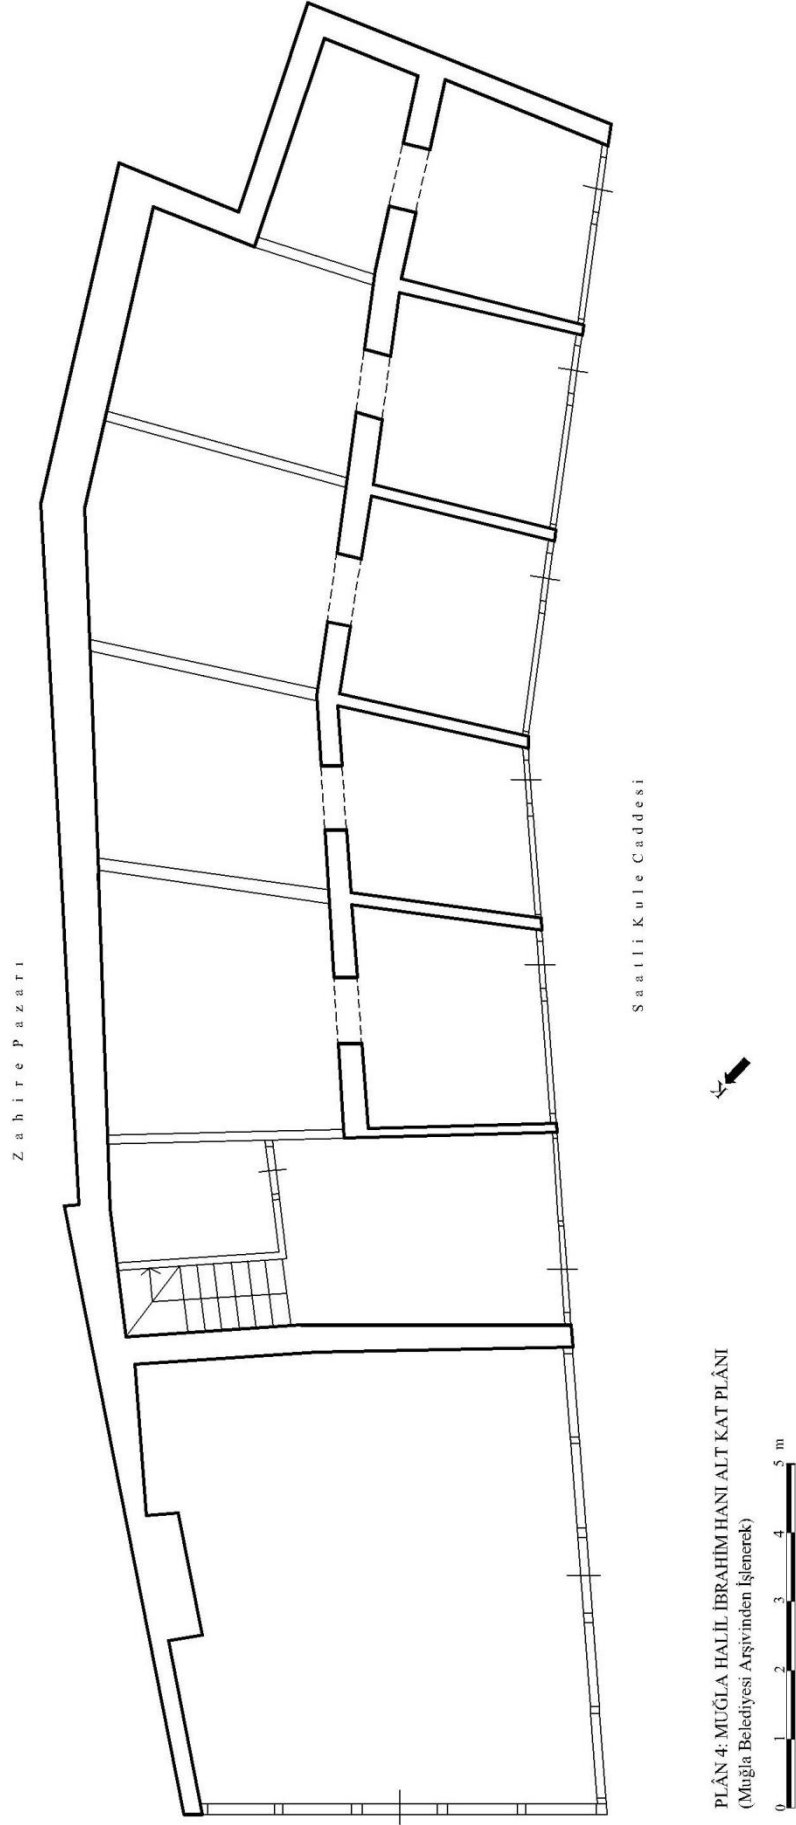 Zahire Pazarı
Saatli Kule Caddesi
K
PLÂN 4: MUĞLA HALİL İBRAHİM HANI ALT KAT PLÂNI
(Muğla Belediyesi Arşivinden İşlenerek)
0 1 2 3 4 5 m